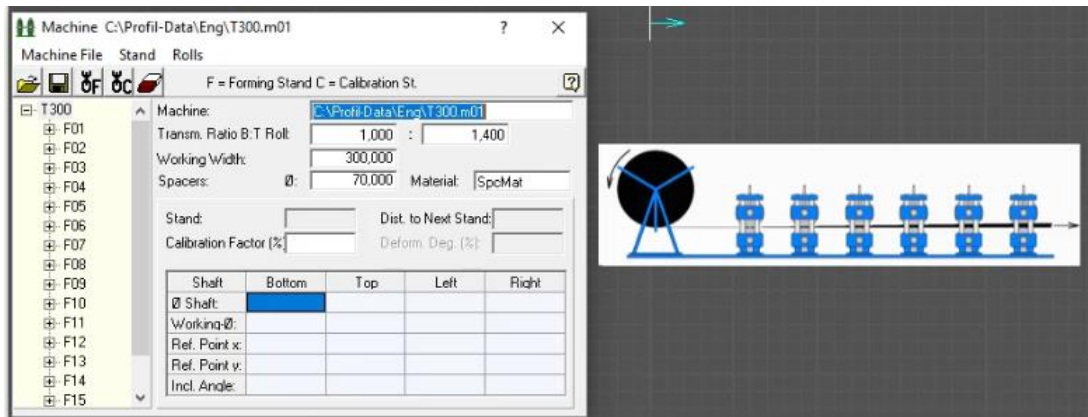 Machine C:\Profil-Data\Eng\T300.m01 ?
Machine File Stand Rolls
F = Forming Stand C = Calibration St.
T300
F01
F02
F03
F04
F05
F06
F07
F08
F09
F10
F11
F12
F13
F14
F15
Machine: C:\Profil-Data\Eng\T300.m01
Transm. Ratio B:T Roll: 1,000 : 1,400
Working Width: 300,000
Spacers: Ø: 70,000 Material: SpcMat
Stand: Dist. to Next Stand:
Calibration Factor (% Deform. Deg. (%):
Shaft Bottom Top Left Right
Ø Shaft:
Working-Ø:
Ref. Point x:
Ref. Point y:
Incl. Angle: